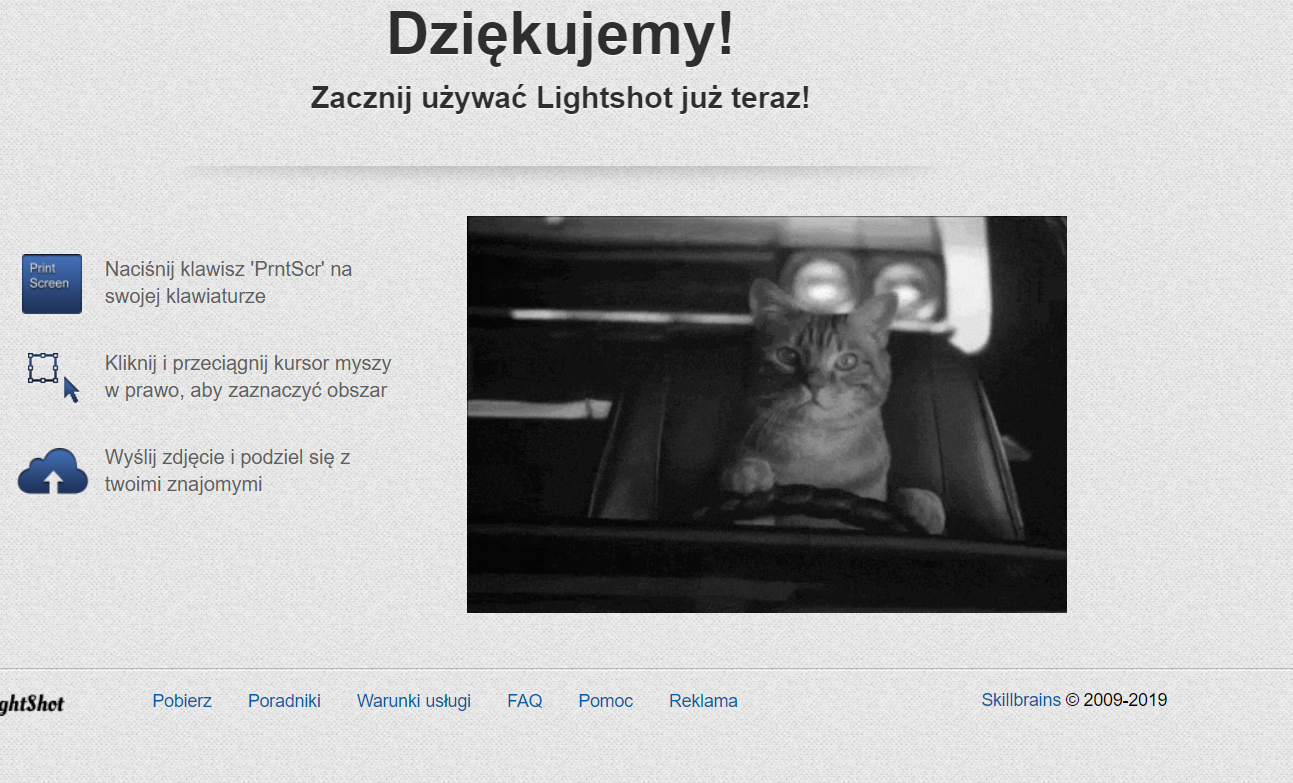 Dziękujemy!
Zacznij używać Lightshot już teraz!
Print
Screen
Naciśnij klawisz 'PrntScr' na
swojej klawiaturze
Kliknij i przeciągnij kursor myszy
w prawo, aby zaznaczyć obszar
Wyślij zdjęcie i podziel się z
twoimi znajomymi
ghtShot
Pobierz Poradniki Warunki usługi FAQ Pomoc Reklama
Skillbrains © 2009-2019